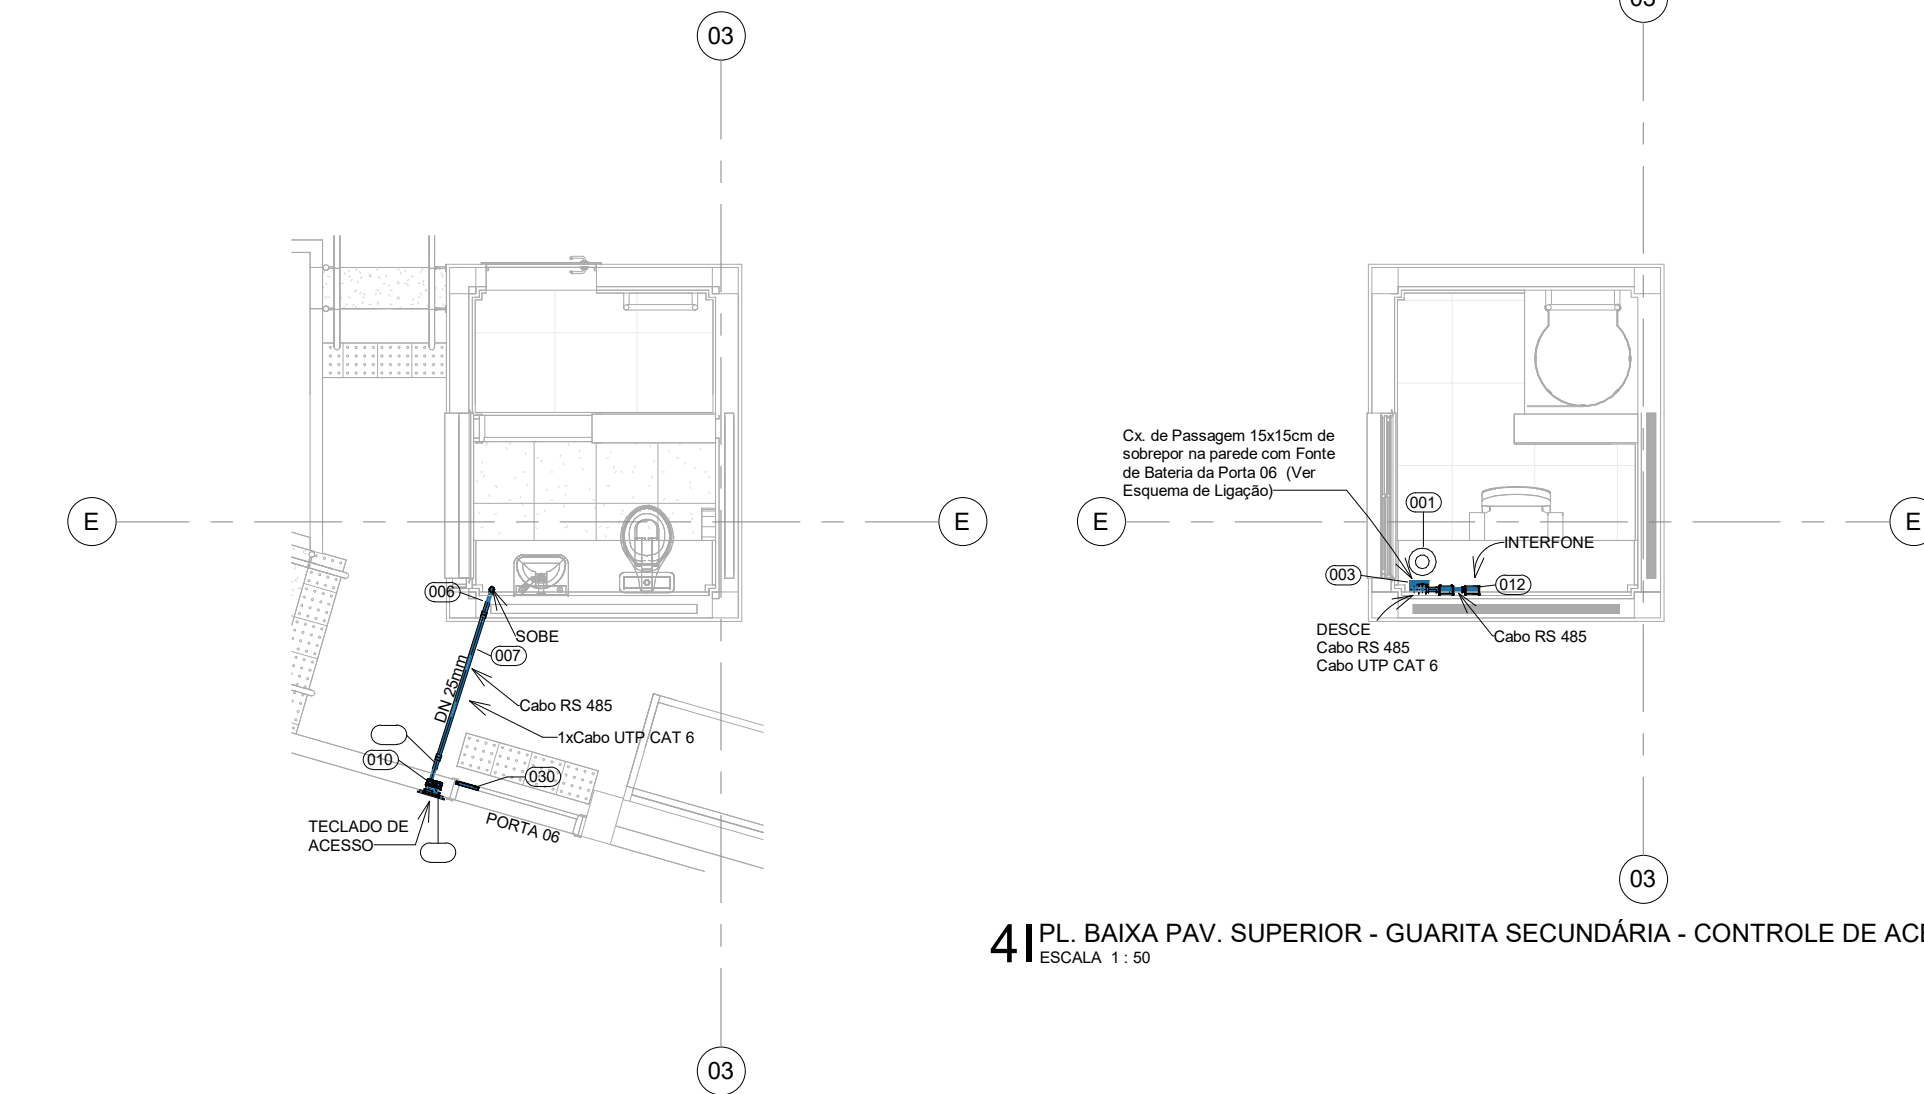 03
E
E
006
SOBE
007
DN 25mm
Cabo RS 485
1xCabo UTP CAT 6
010
030
TECLADO DE
ACESSO
PORTA 06
03
03
Cx. de Passagem 15x15cm de
sobrepor na parede com Fonte
de Bateria da Porta 06 (Ver
Esquema de Ligação)
001
E
E
INTERFONE
003
012
DESCE
Cabo RS 485
Cabo UTP CAT 6
Cabo RS 485
03
4 PL. BAIXA PAV. SUPERIOR - GUARITA SECUNDÁRIA - CONTROLE DE ACE
ESCALA 1 : 50